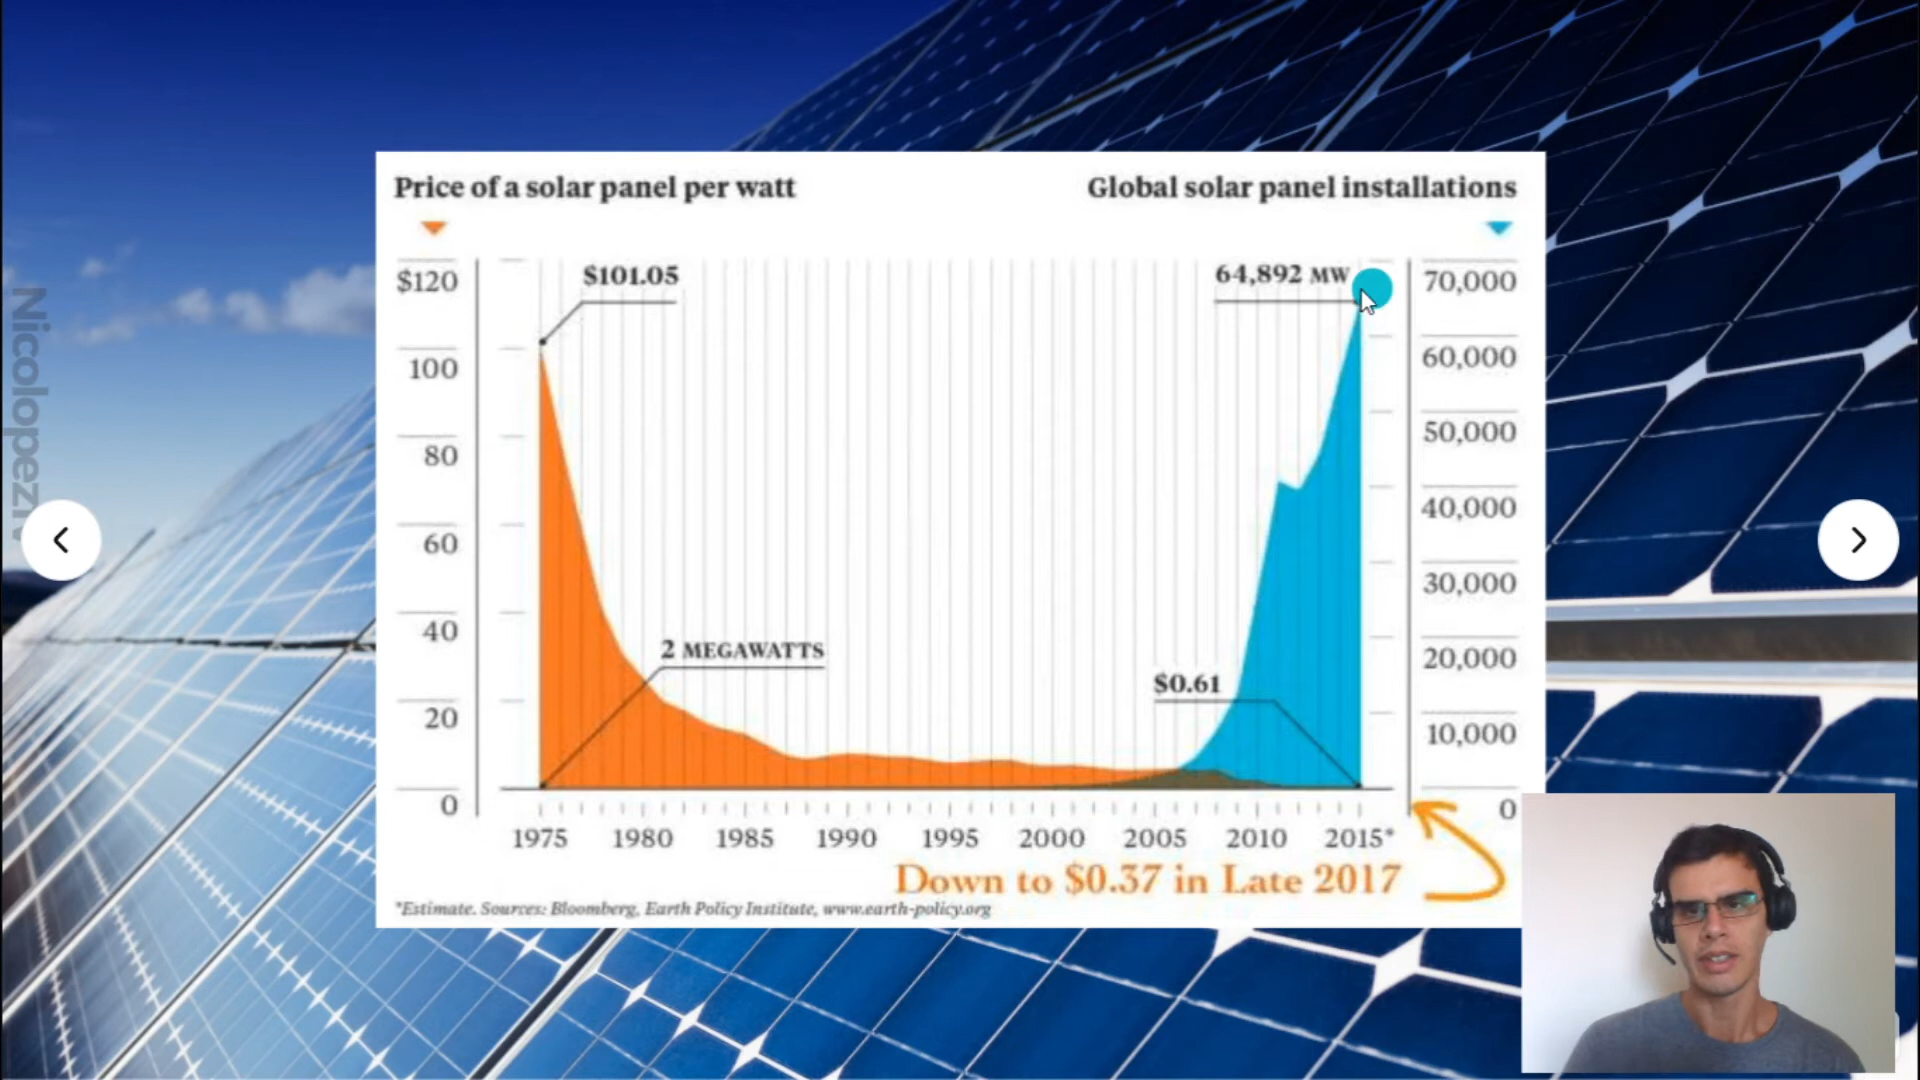 Price of a solar panel per watt
Global solar panel installations
$101.05
64,892 MW
$120
100
80
60
40
20
0
70,000
60,000
50,000
40,000
30,000
20,000
10,000
0
2 MEGAWATTS
$0.61
1975 1980 1985 1990 1995 2000 2005 2010 2015*
Down to $0.37 in Late 2017
*Estimate. Sources: Bloomberg, Earth Policy Institute, www.earth-policy.org